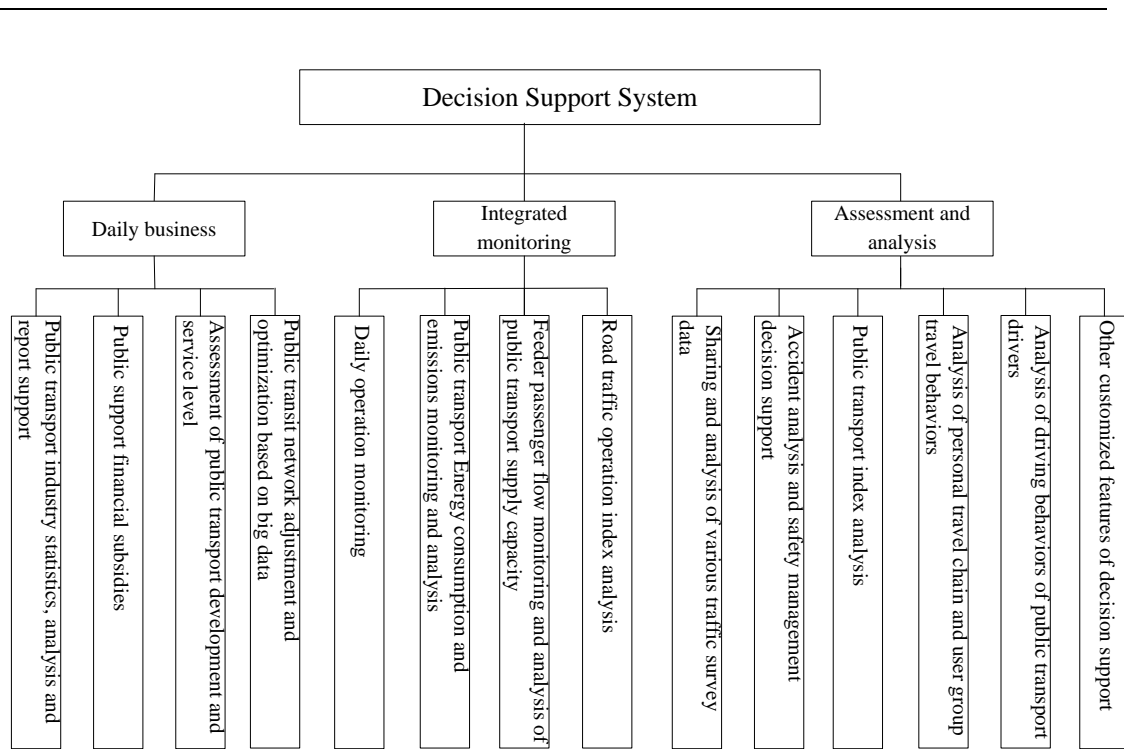 Decision Support System
Daily business
Integrated
monitoring
Assessment and
analysis
Public transport industry statistics, analysis and
report support
Public support financial subsidies
Assessment of public transport development and
service level
Public transit network adjustment and
optimization based on big data
Daily operation monitoring
Public transport Energy consumption and
emissions monitoring and analysis
Feeder passenger flow monitoring and analysis of
public transport supply capacity
Road traffic operation index analysis
Sharing and analysis of various traffic survey
data
Accident analysis and safety management
decision support
Public transport index analysis
Analysis of personal travel chain and user group
travel behaviors
Analysis of driving behaviors of public transport
drivers
Other customized features of decision support